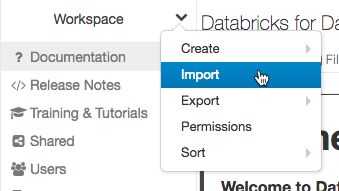 Workspace
Databricks for Da
? Documentation
Create
Fil
</> Release Notes
Import
Training & Tutorials
Export
Shared
Permissions
Users
Sort
Welcome to Dat